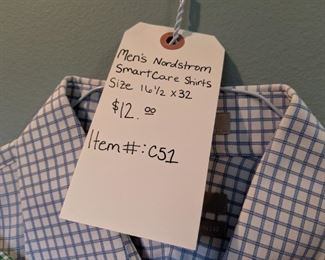 Men's Nordstrom
Smartcare Shirts
Size 16 1/2 x 32
$12.00
Item#: C51